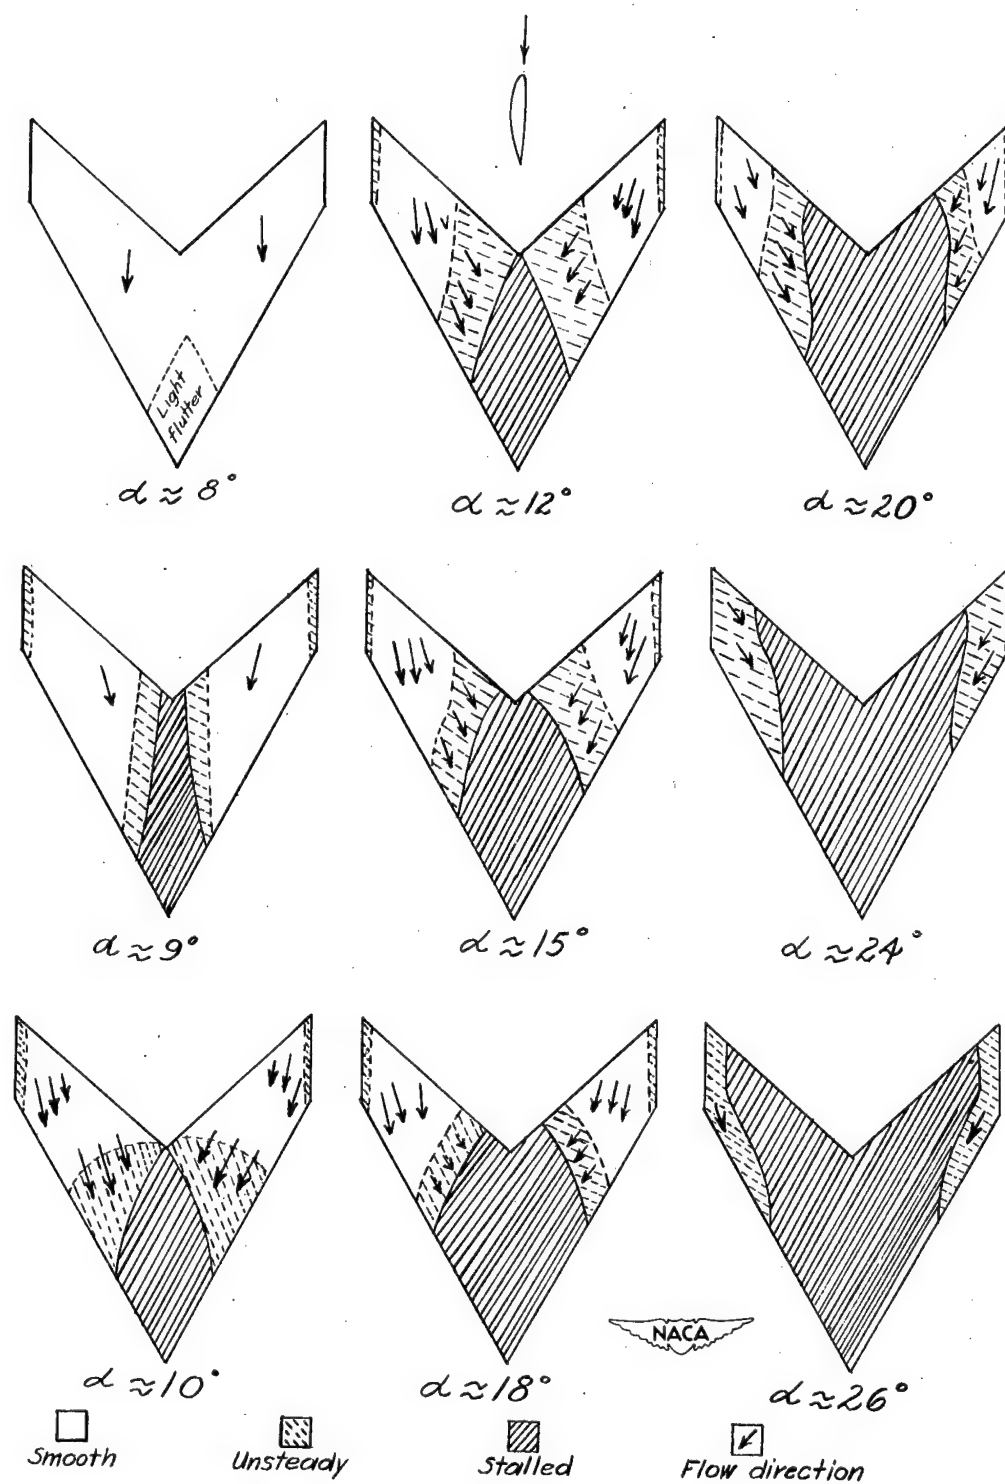 Light
flutter
α ≈ 8°
α ≈ 12°
α ≈ 20°
α ≈ 9°
α ≈ 15°
α ≈ 24°
α ≈ 10°
α ≈ 18°
α ≈ 26°
NACA
Smooth
Unsteady
Stalled
Flow direction